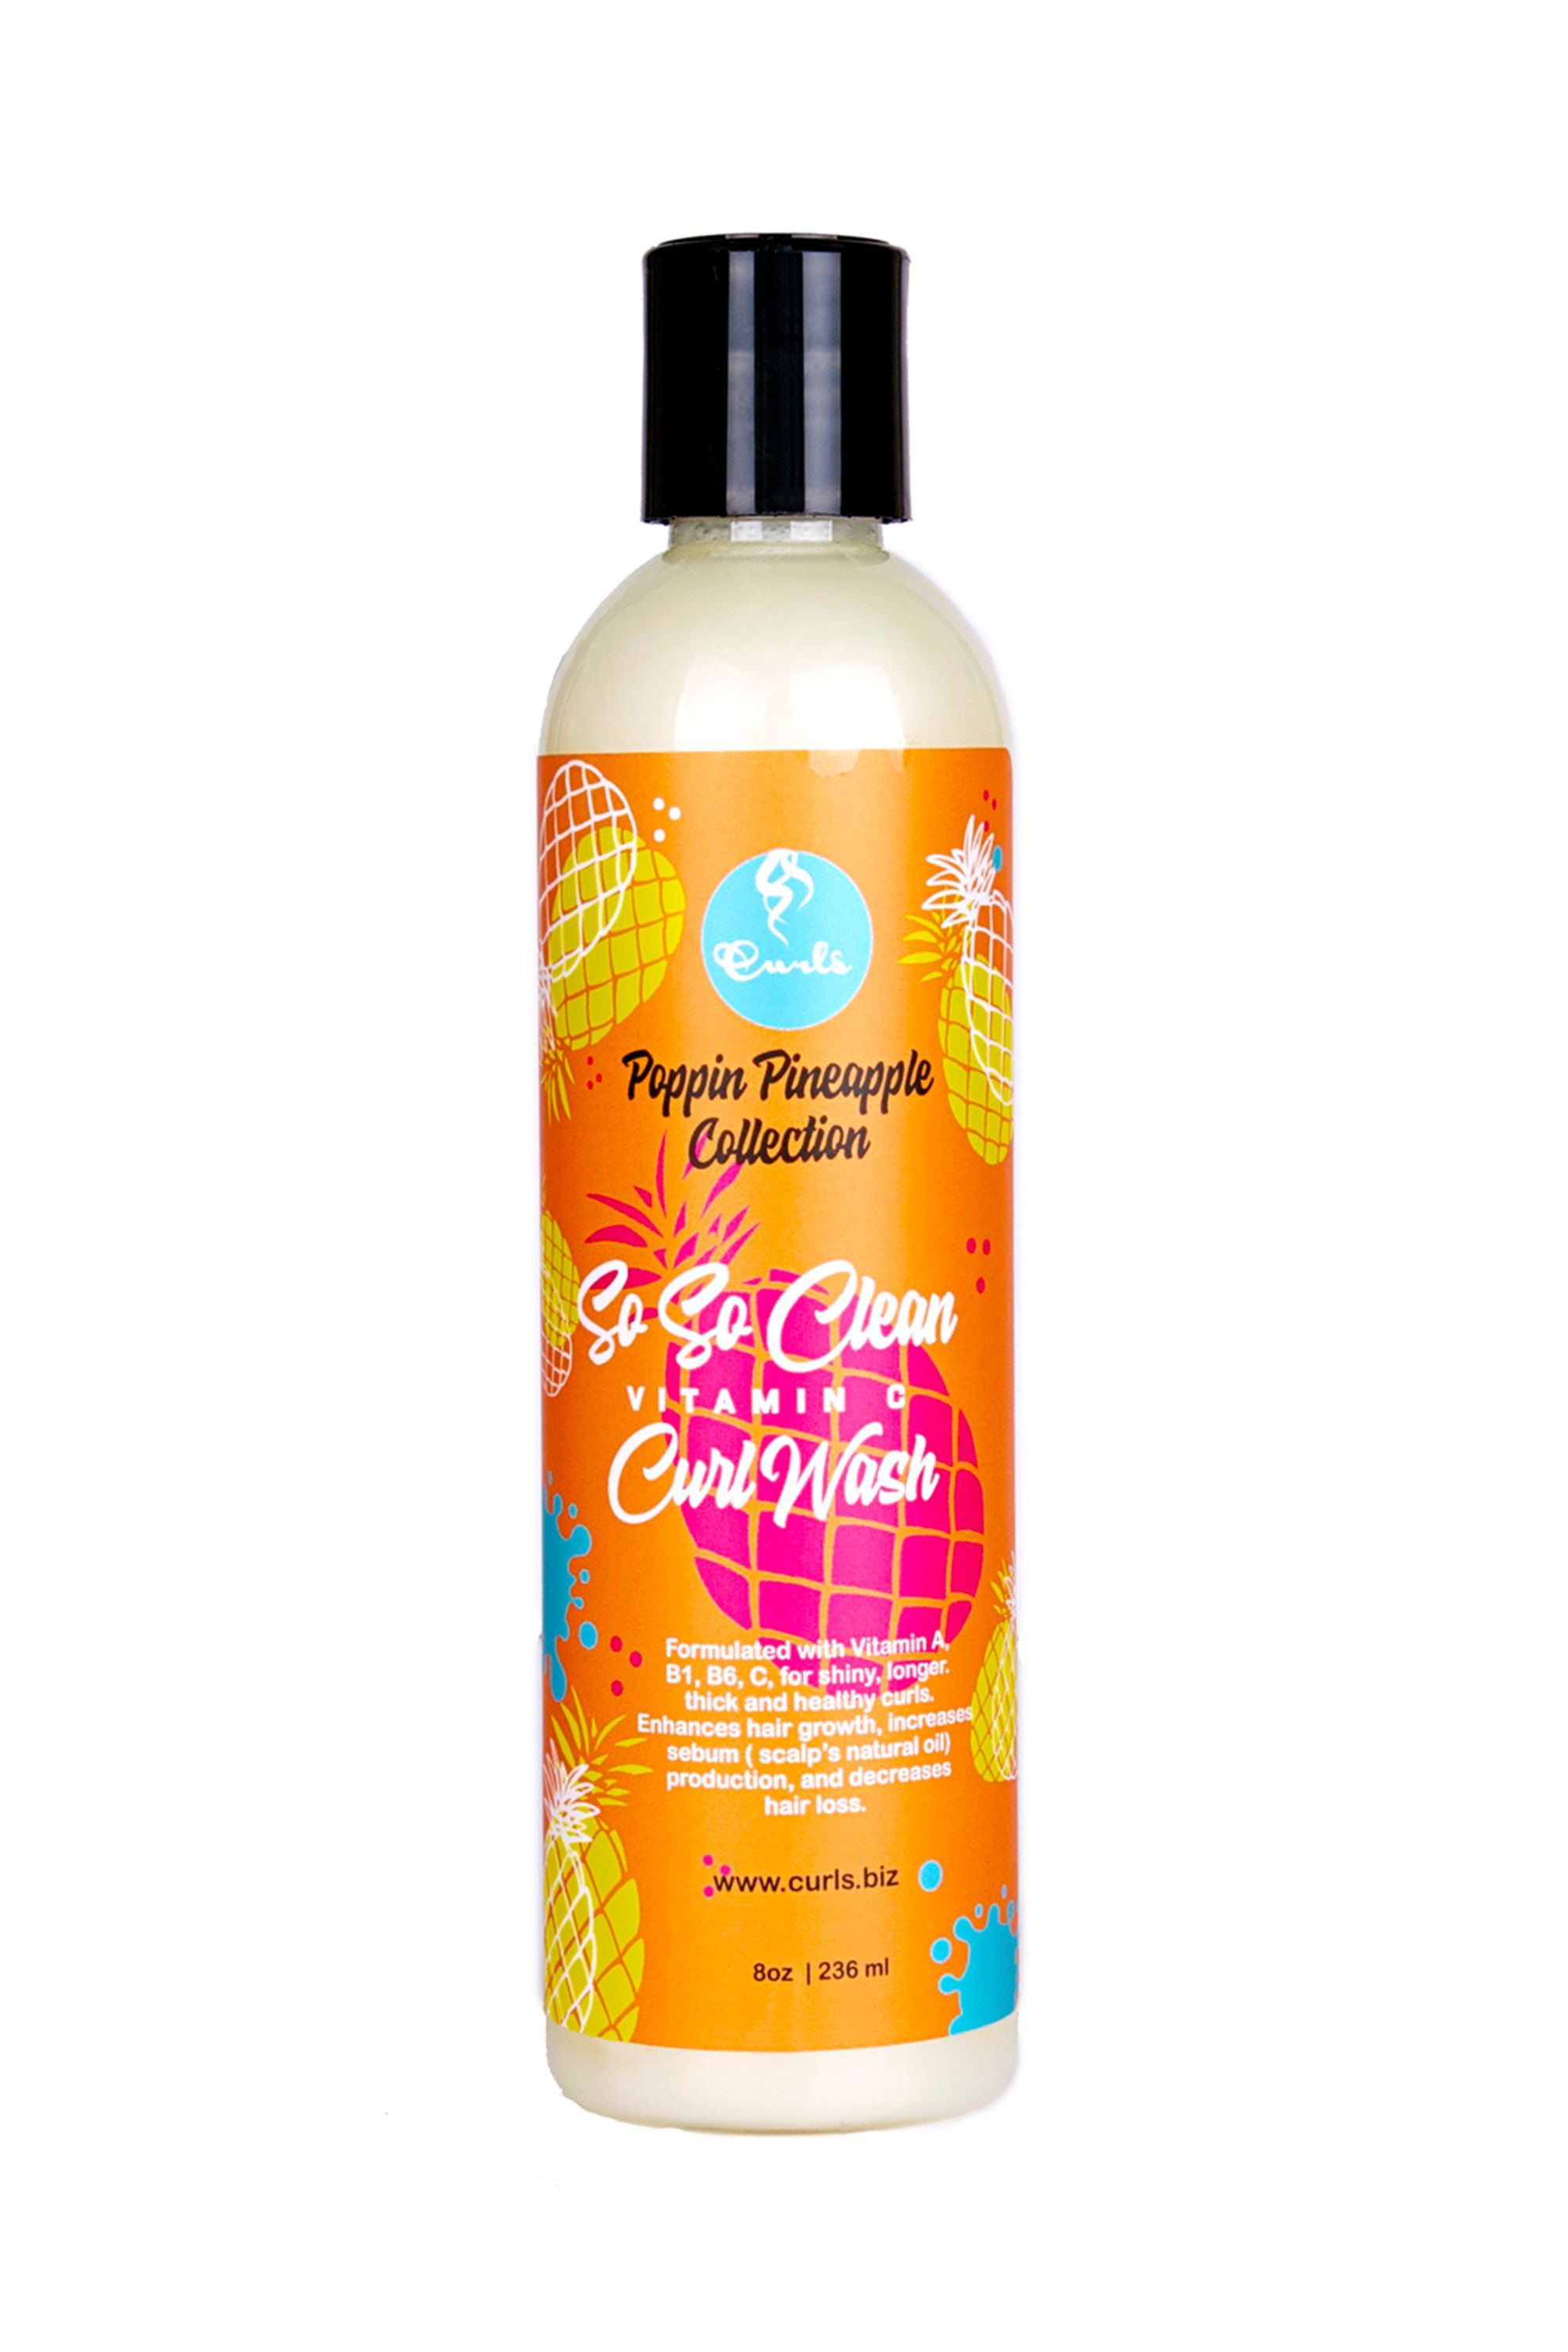 Curls
Poppin Pineapple
Collection
So So Clean
VITAMIN C
Curl Wash
Formulated with Vitamin A,
B1, B6, C, for shiny, longer.
thick and healthy curls.
Enhances hair growth, increases
sebum ( scalp's natural oil)
production, and decreases
hair loss.
www.curls.biz
8oz | 236 ml